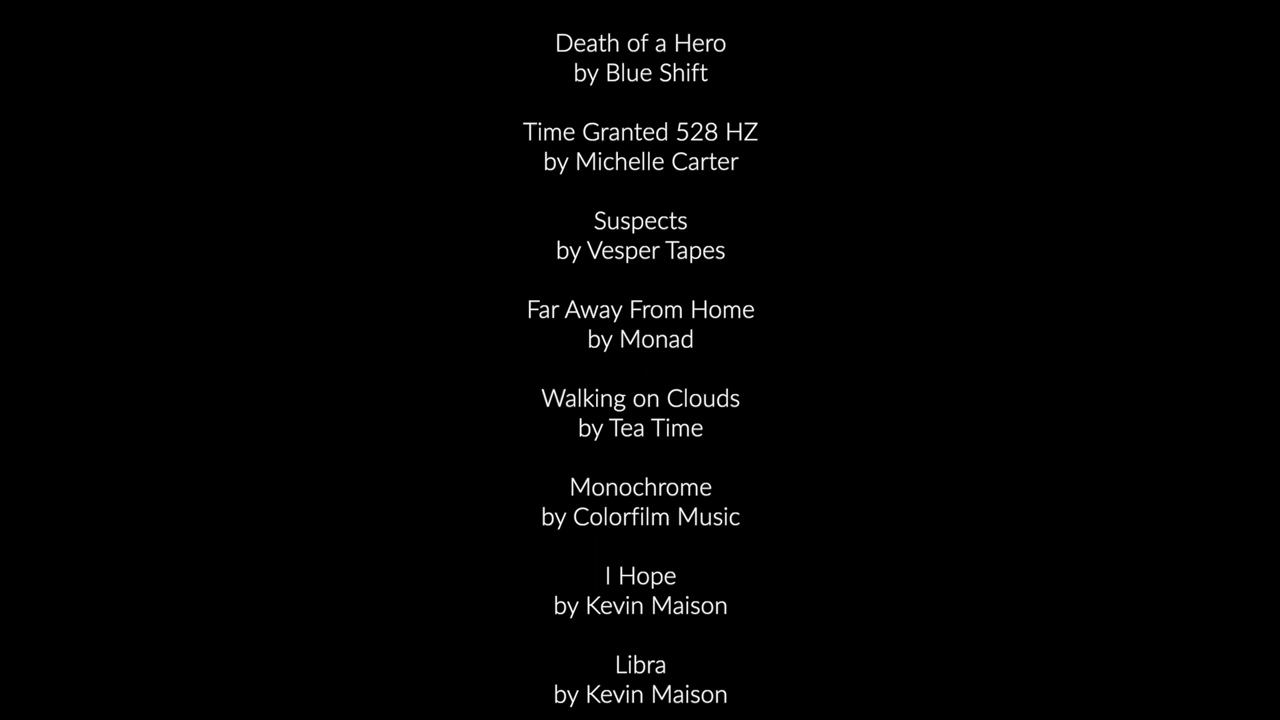 Death of a Hero
by Blue Shift
Time Granted 528 HZ
by Michelle Carter
Suspects
by Vesper Tapes
Far Away From Home
by Monad
Walking on Clouds
by Tea Time
Monochrome
by Colorfilm Music
I Hope
by Kevin Maison
Libra
by Kevin Maison